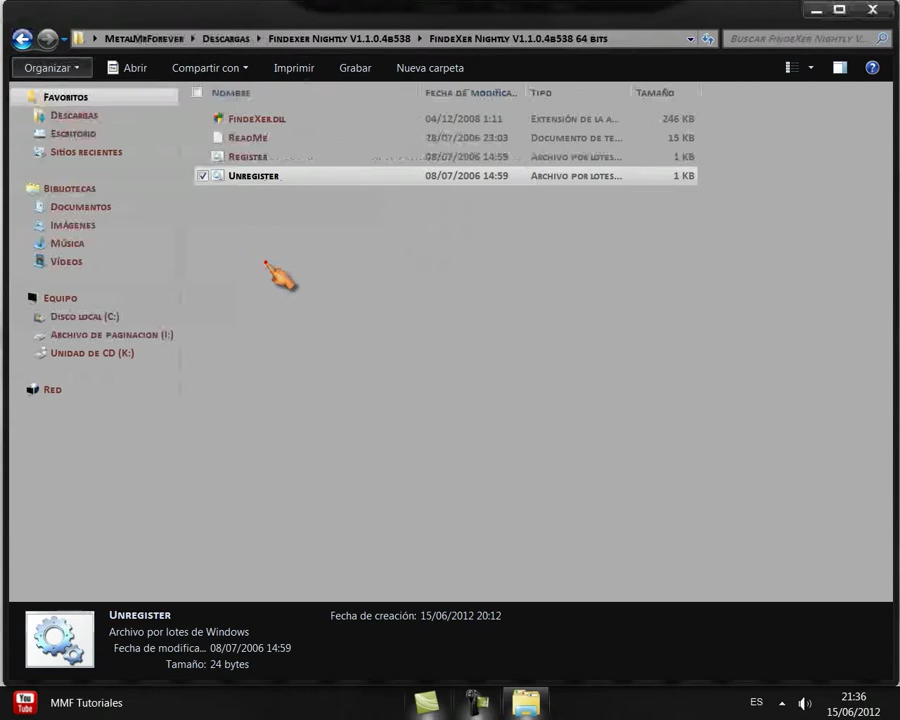 MetalMrForever ▸ Descargas ▸ Findexer Nightly V1.1.0.4b538 ▸ FindeXer Nightly V1.1.0.4b538 64 bits
Buscar FindeXer Nightly V1.1.0....
Organizar Abrir Compartir con Imprimir Grabar Nueva carpeta
Favoritos
Descargas
Escritorio
Sitios recientes
Bibliotecas
Documentos
Imágenes
Música
Vídeos
Equipo
Disco local (C:)
Archivo de paginacion (I:)
Unidad de CD (K:)
Red
Nombre Fecha de modifica... Tipo Tamaño
FindeXer.dll 04/12/2008 1:11 Extensión de la a... 246 KB
ReadMe 28/07/2006 23:03 Documento de te... 15 KB
Register 08/07/2006 14:59 Archivo por lotes... 1 KB
Unregister 08/07/2006 14:59 Archivo por lotes... 1 KB
Unregister Fecha de creación: 15/06/2012 20:12
Archivo por lotes de Windows
Fecha de modifica... 08/07/2006 14:59
Tamaño: 24 bytes
You Tube MMF Tutoriales
ES 21:36
15/06/2012